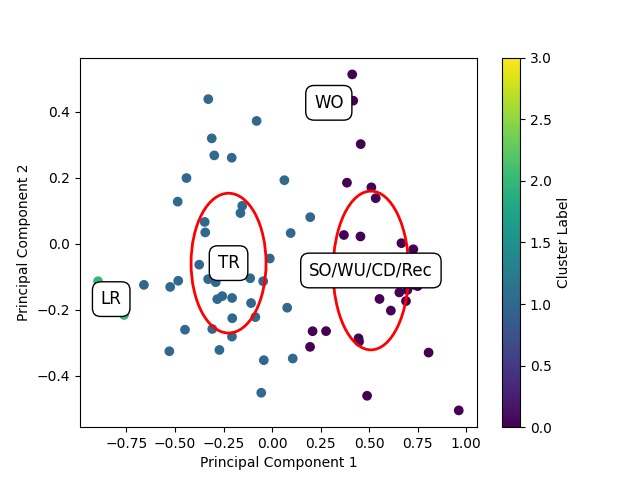 WO
TR
SO/WU/CD/Rec
LR
0.4
0.2
0.0
−0.2
−0.4
Principal Component 2
−0.75 −0.50 −0.25 0.00 0.25 0.50 0.75 1.00
Principal Component 1
3.0
2.5
2.0
1.5
1.0
0.5
0.0
Cluster Label